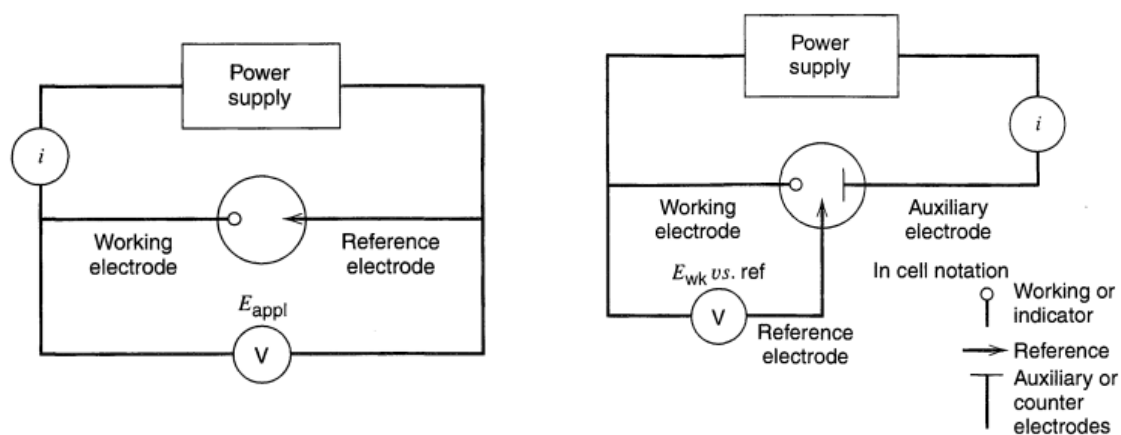 Power
supply
i
Working
electrode
Reference
electrode
E_appl
V
Power
supply
i
Working
electrode
Auxiliary
electrode
E_wk vs. ref
In cell notation
V
Reference
electrode
Working or
indicator
Reference
Auxiliary or
counter
electrodes